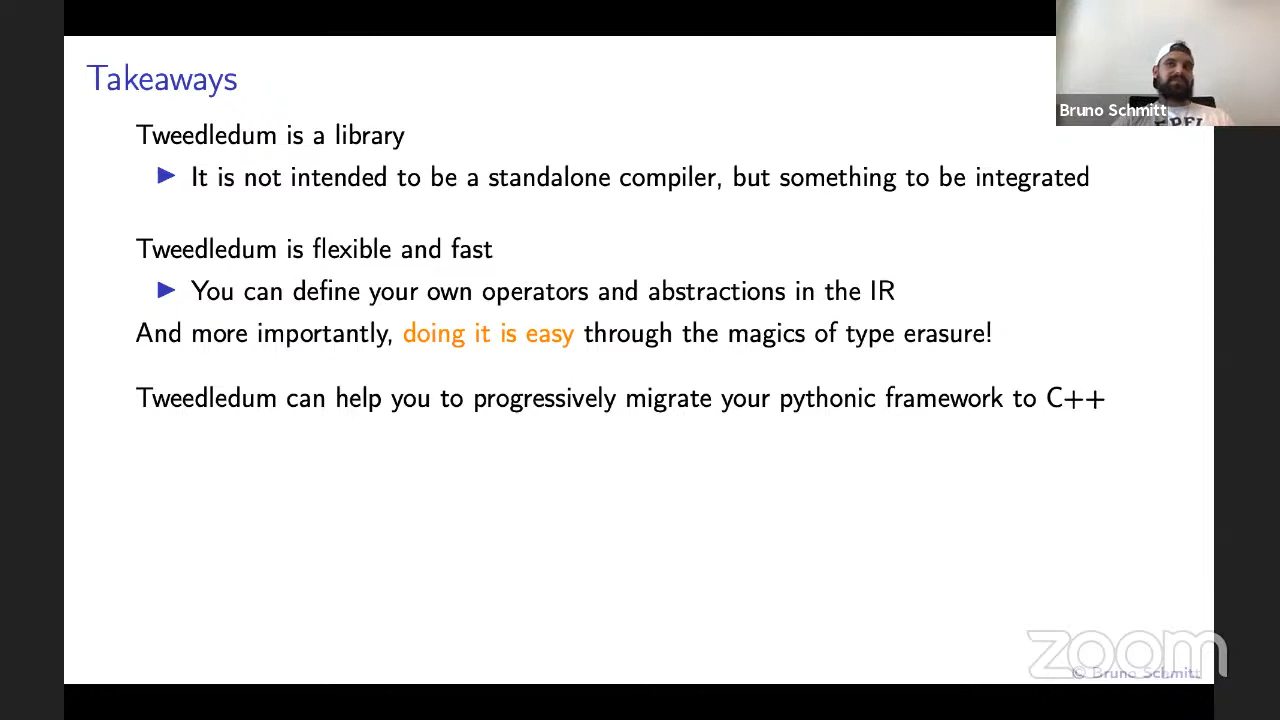 Takeaways
Bruno Schmitt
EPFL
Tweedledum is a library
▶ It is not intended to be a standalone compiler, but something to be integrated
Tweedledum is flexible and fast
▶ You can define your own operators and abstractions in the IR
And more importantly, doing it is easy through the magics of type erasure!
Tweedledum can help you to progressively migrate your pythonic framework to C++
zoom
© Bruno Schmitt